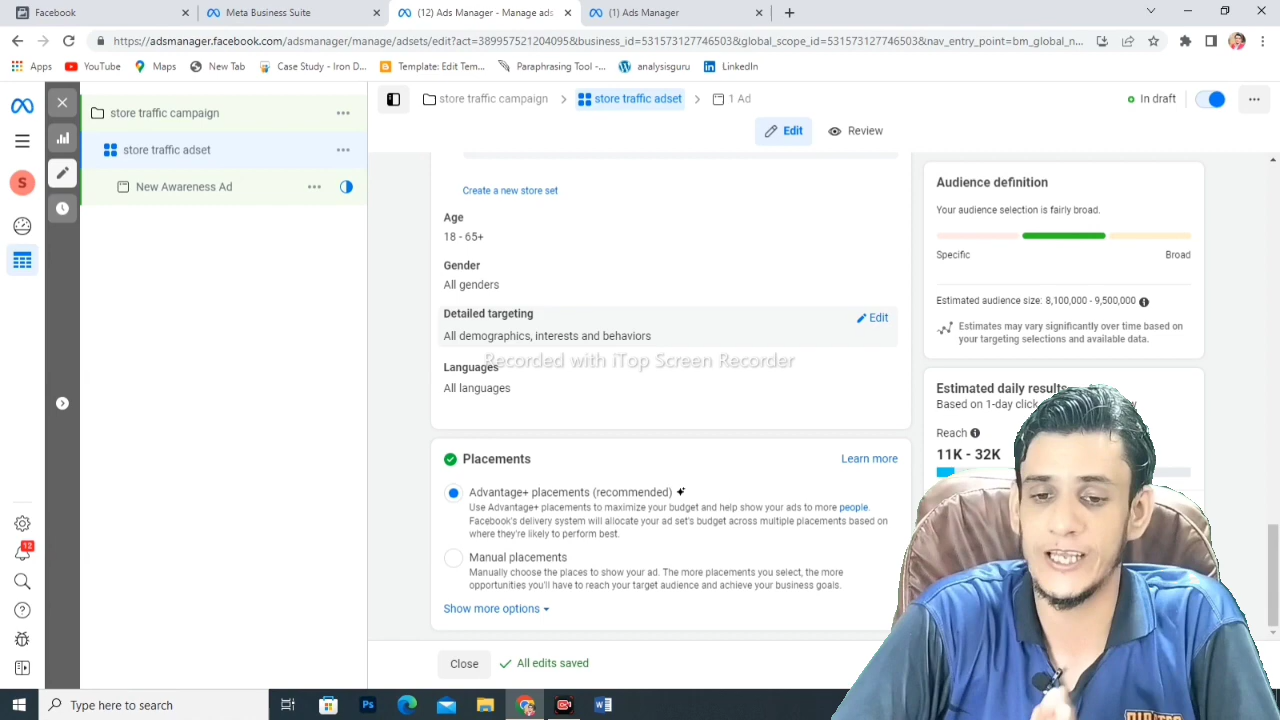 Facebook
Meta Business Suite
(12) Ads Manager - Manage ads
(1) Ads Manager
https://adsmanager.facebook.com/adsmanager/manage/adsets/edit?act=389957521204095&business_id=531573127746503&global_scope_id=531573127746503&nav_entry_point=bm_global_n...
Apps
YouTube
Maps
New Tab
Case Study - Iron D...
Template: Edit Tem...
Paraphrasing Tool -...
analysisguru
LinkedIn
store traffic campaign
store traffic adset
New Awareness Ad
S
12
store traffic campaign
store traffic adset
1 Ad
In draft
Edit
Review
Create a new store set
Age
18 - 65+
Gender
All genders
Detailed targeting
Edit
All demographics, interests and behaviors
Recorded with iTop Screen Recorder
Languages
All languages
Placements
Learn more
Advantage+ placements (recommended)
Use Advantage+ placements to maximize your budget and help show your ads to more people.
Facebook's delivery system will allocate your ad set's budget across multiple placements based on
where they're likely to perform best.
Manual placements
Manually choose the places to show your ad. The more placements you select, the more
opportunities you'll have to reach your target audience and achieve your business goals.
Show more options
Close
All edits saved
Audience definition
Your audience selection is fairly broad.
Specific
Broad
Estimated audience size: 8,100,000 - 9,500,000
Estimates may vary significantly over time based on
your targeting selections and available data.
Estimated daily results
Based on 1-day click
Reach
11K - 32K
Type here to search